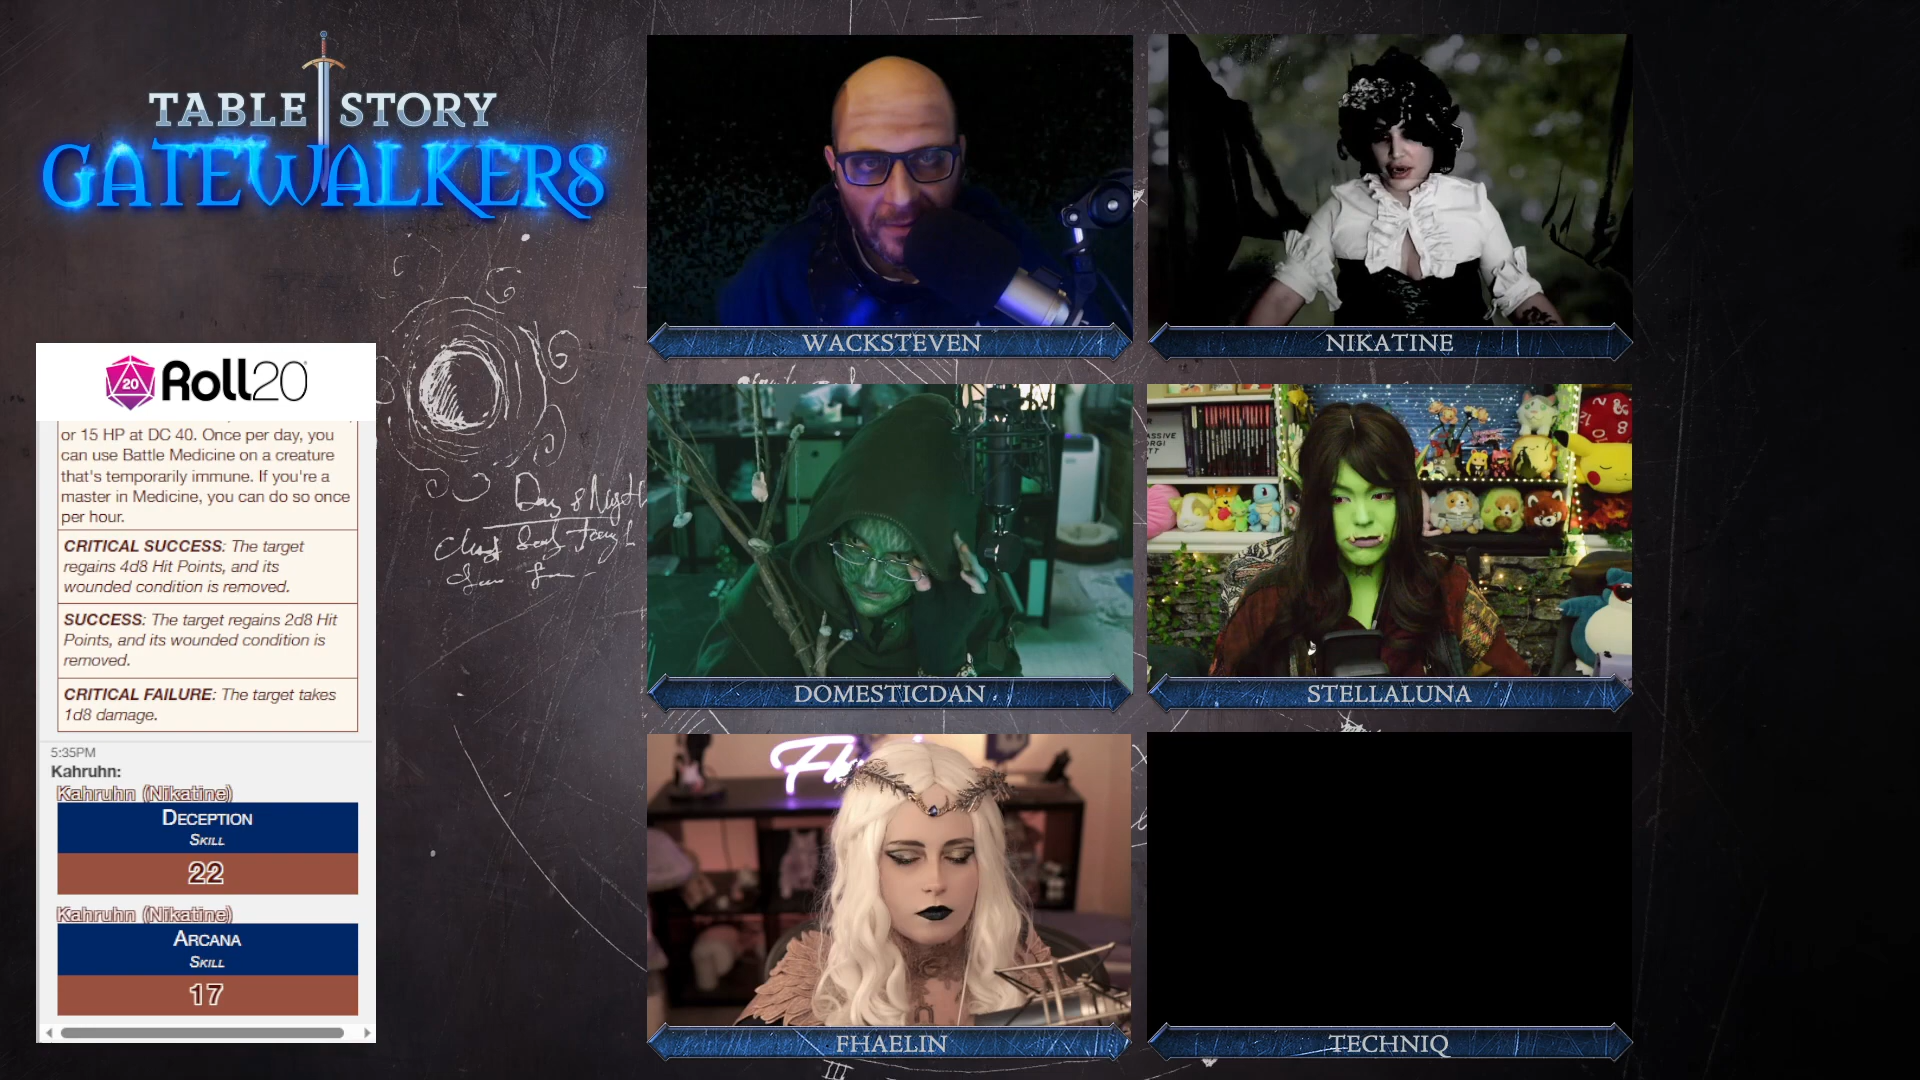 TABLE STORY
GATEWALKERS
20 Roll20
or 15 HP at DC 40. Once per day, you
can use Battle Medicine on a creature
that's temporarily immune. If you're a
master in Medicine, you can do so once
per hour.
CRITICAL SUCCESS: The target
regains 4d8 Hit Points, and its
wounded condition is removed.
SUCCESS: The target regains 2d8 Hit
Points, and its wounded condition is
removed.
CRITICAL FAILURE: The target takes
1d8 damage.
5:35PM
Kahruhn:
Kahruhn (Nikatine)
DECEPTION
SKILL
22
Kahruhn (Nikatine)
ARCANA
SKILL
17
WACKSTEVEN
NIKATINE
DOMESTICDAN
STELLALUNA
FHAELIN
TECHNIQ
Day & Night
III